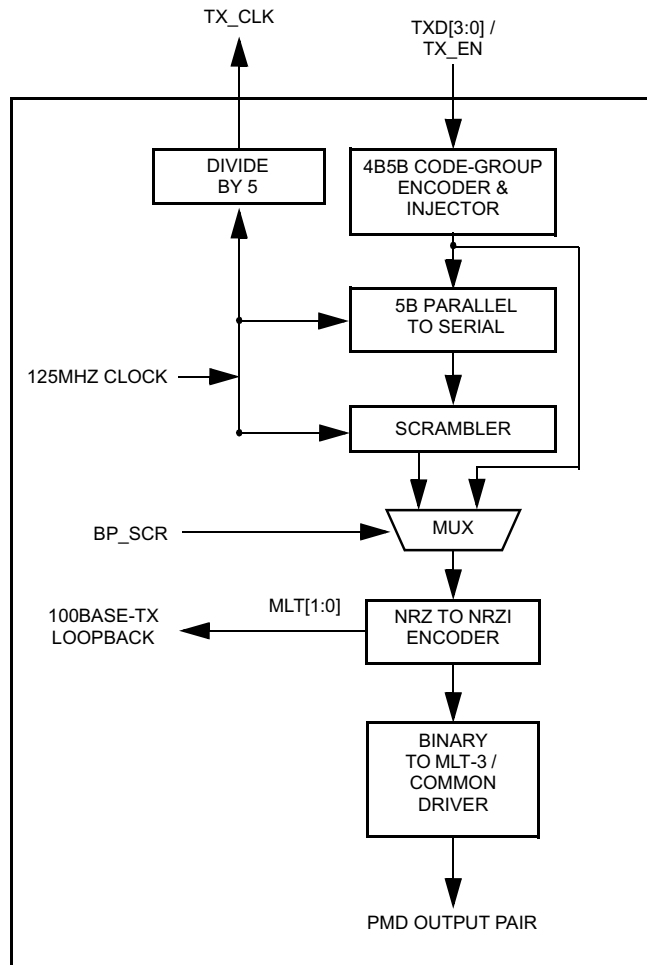 TX_CLK
TXD[3:0] /
TX_EN
DIVIDE
BY 5
4B5B CODE-GROUP
ENCODER &
INJECTOR
5B PARALLEL
TO SERIAL
125MHZ CLOCK
SCRAMBLER
BP_SCR
MUX
100BASE-TX
LOOPBACK
MLT[1:0]
NRZ TO NRZI
ENCODER
BINARY
TO MLT-3 /
COMMON
DRIVER
PMD OUTPUT PAIR